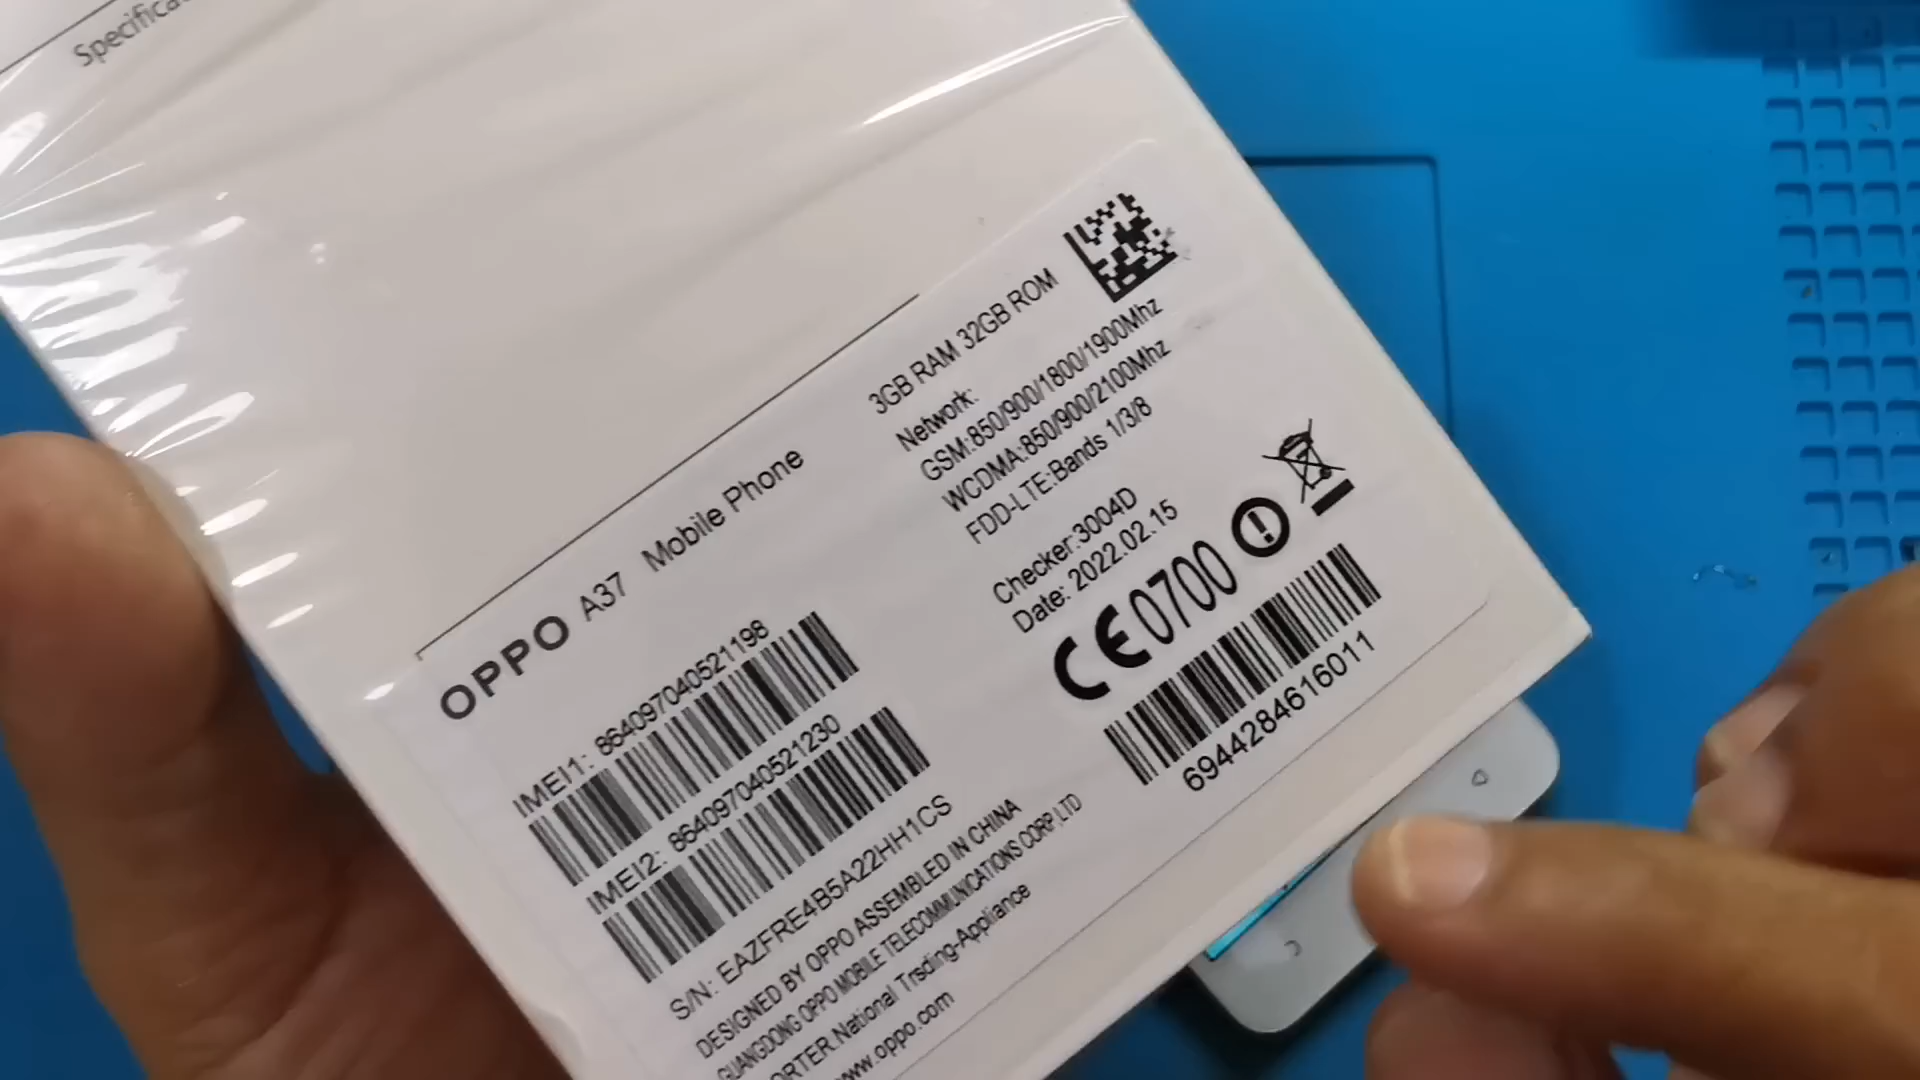 OPPO A37 Mobile Phone
IMEI1: 864097040521198
IMEI2: 864097040521230
S/N: EAZFRE4B5A22HH1CS
DESIGNED BY OPPO ASSEMBLED IN CHINA
GUANGDONG OPPO MOBILE TELECOMMUNICATIONS CORP LTD
ORTER.National Trsding-Appliance
www.oppo.com
3GB RAM 32GB ROM
Network:
GSM:850/900/1800/1900Mhz
WCDMA:850/900/2100Mhz
FDD-LTE:Bands 1/3/8
Checker:3004D
Date: 2022.02.15
CE0700
6944284616011